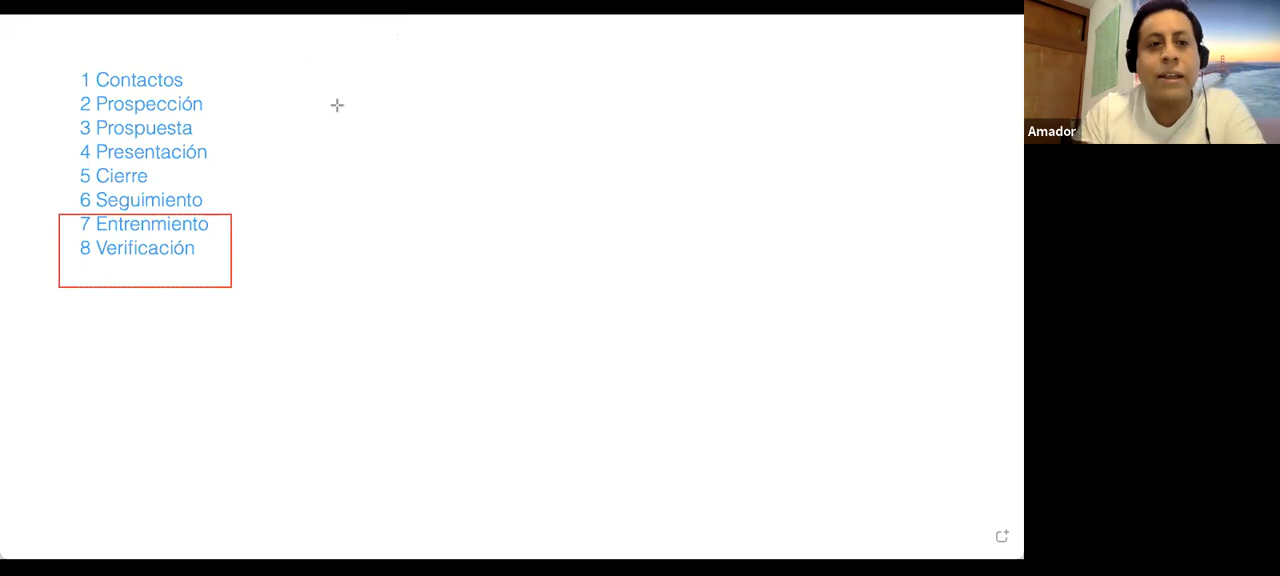 1 Contactos
2 Prospección
3 Prospuesta
4 Presentación
5 Cierre
6 Seguimiento
7 Entrenmiento
8 Verificación
Amador